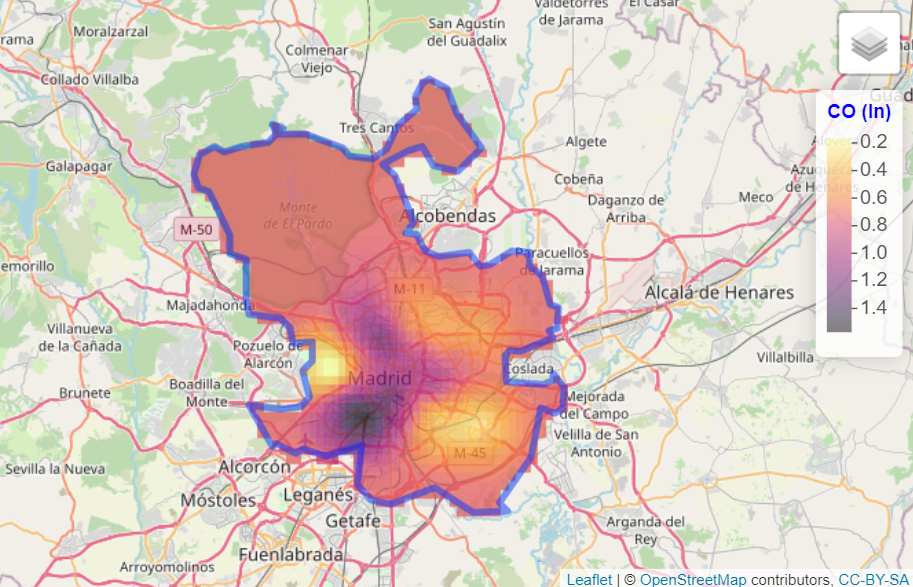 Valdetorres
de Jarama
El Casar
San Agustín
del Guadalix
Moralzarzal
Colmenar
Viejo
Collado Villalba
Tres Cantos
Algete
Galapagar
Cobeña
Meco
Daganzo de
Arriba
Monte
de El Pardo
Alcobendas
M-50
Paracuellos
de Jarama
M-11
Alcalá de Henares
Majadahonda
Villanueva
de la Cañada
Pozuelo de
Alarcón
Villalbilla
Coslada
Madrid
Boadilla del
Monte
Brunete
Mejorada
del Campo
Velilla de San
Antonio
M-45
Sevilla la Nueva
Alcorcón
Móstoles
Leganés
Getafe
Arganda del
Rey
Fuenlabrada
Arroyomolinos
CO (ln)
0.2
0.4
0.6
0.8
1.0
1.2
1.4
Leaflet | © OpenStreetMap contributors, CC-BY-SA